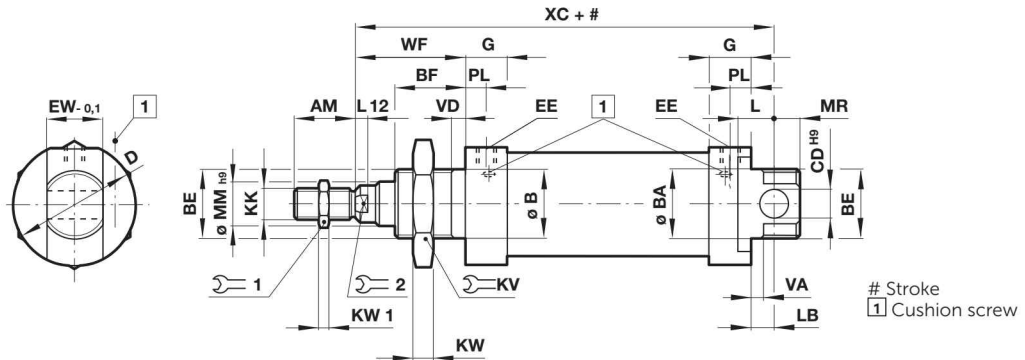 XC + #
WF G G
BF PL PL
EW- 0,1 1 AM L 12 VD EE 1 EE L MR
D CD H9
BE ø MM h9 KK ø B ø BA BE
1 2 KV VA
KW 1 LB
KW
# Stroke
1 Cushion screw